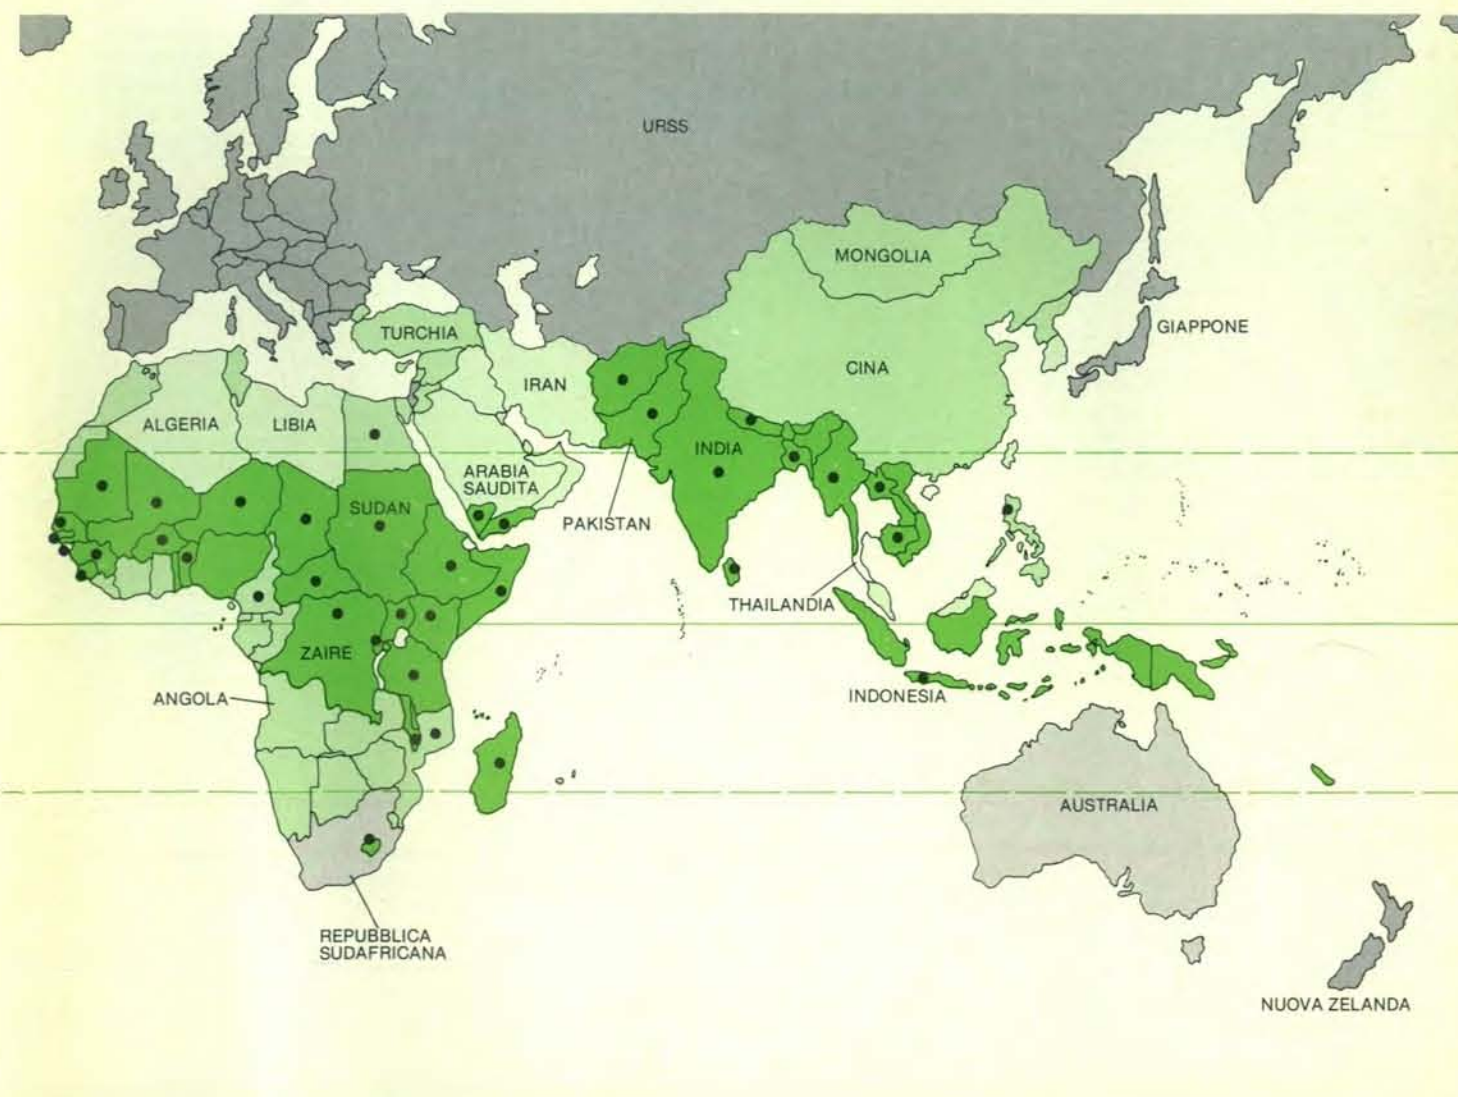 URSS
MONGOLIA
GIAPPONE
TURCHIA
CINA
IRAN
ALGERIA
LIBIA
INDIA
ARABIA
SAUDITA
SUDAN
PAKISTAN
THAILANDIA
ZAIRE
ANGOLA
INDONESIA
AUSTRALIA
REPUBBLICA
SUDAFRICANA
NUOVA ZELANDA